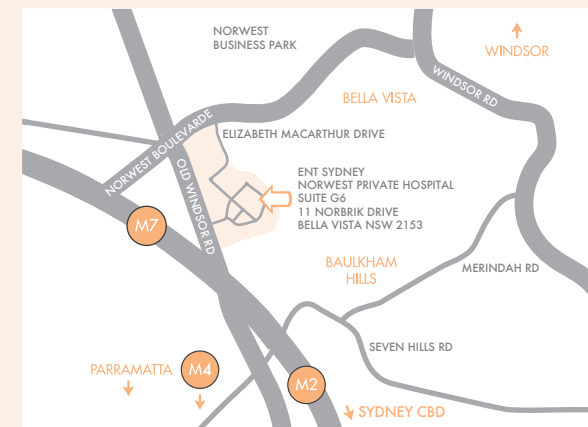 NORWEST
BUSINESS PARK
WINDSOR
WINDSOR RD
BELLA VISTA
NORWEST BOULEVARDE
ELIZABETH MACARTHUR DRIVE
OLD WINDSOR RD
ENT SYDNEY
NORWEST PRIVATE HOSPITAL
SUITE G6
11 NORBRIK DRIVE
BELLA VISTA NSW 2153
M7
BAULKHAM
HILLS
MERINDAH RD
SEVEN HILLS RD
PARRAMATTA
M4
M2
SYDNEY CBD